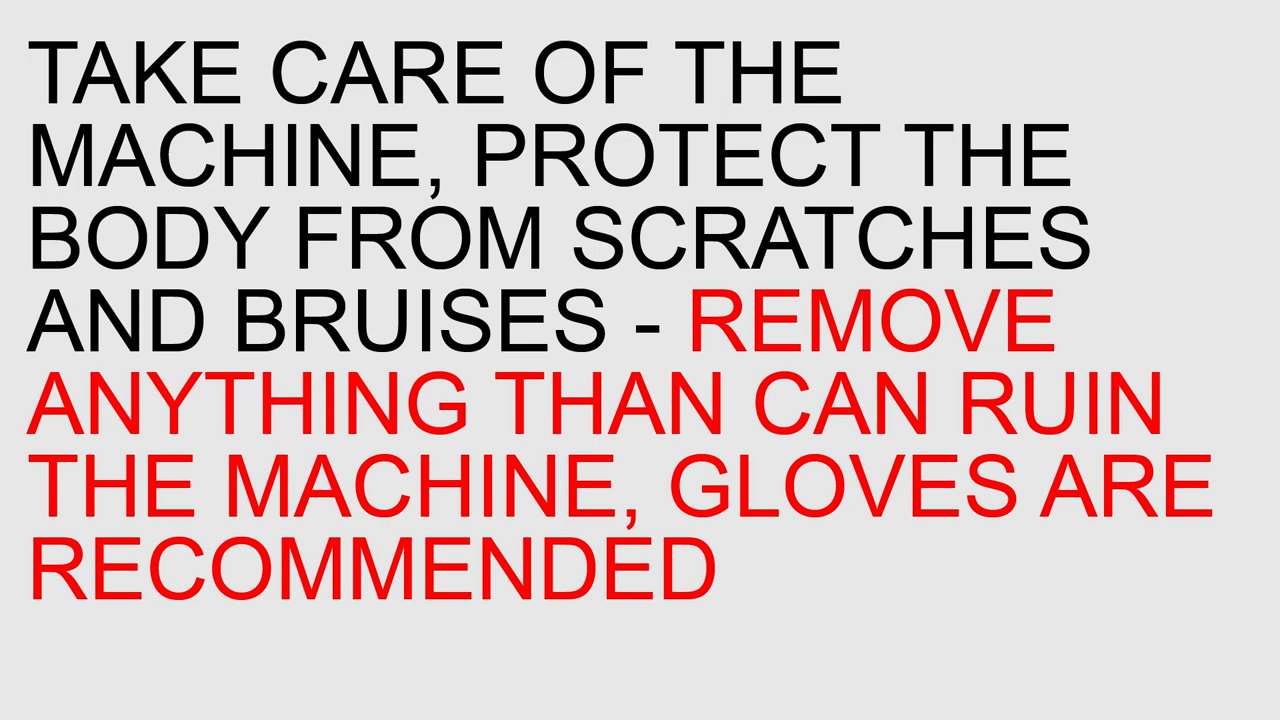 TAKE CARE OF THE
MACHINE, PROTECT THE
BODY FROM SCRATCHES
AND BRUISES - REMOVE
ANYTHING THAN CAN RUIN
THE MACHINE, GLOVES ARE
RECOMMENDED